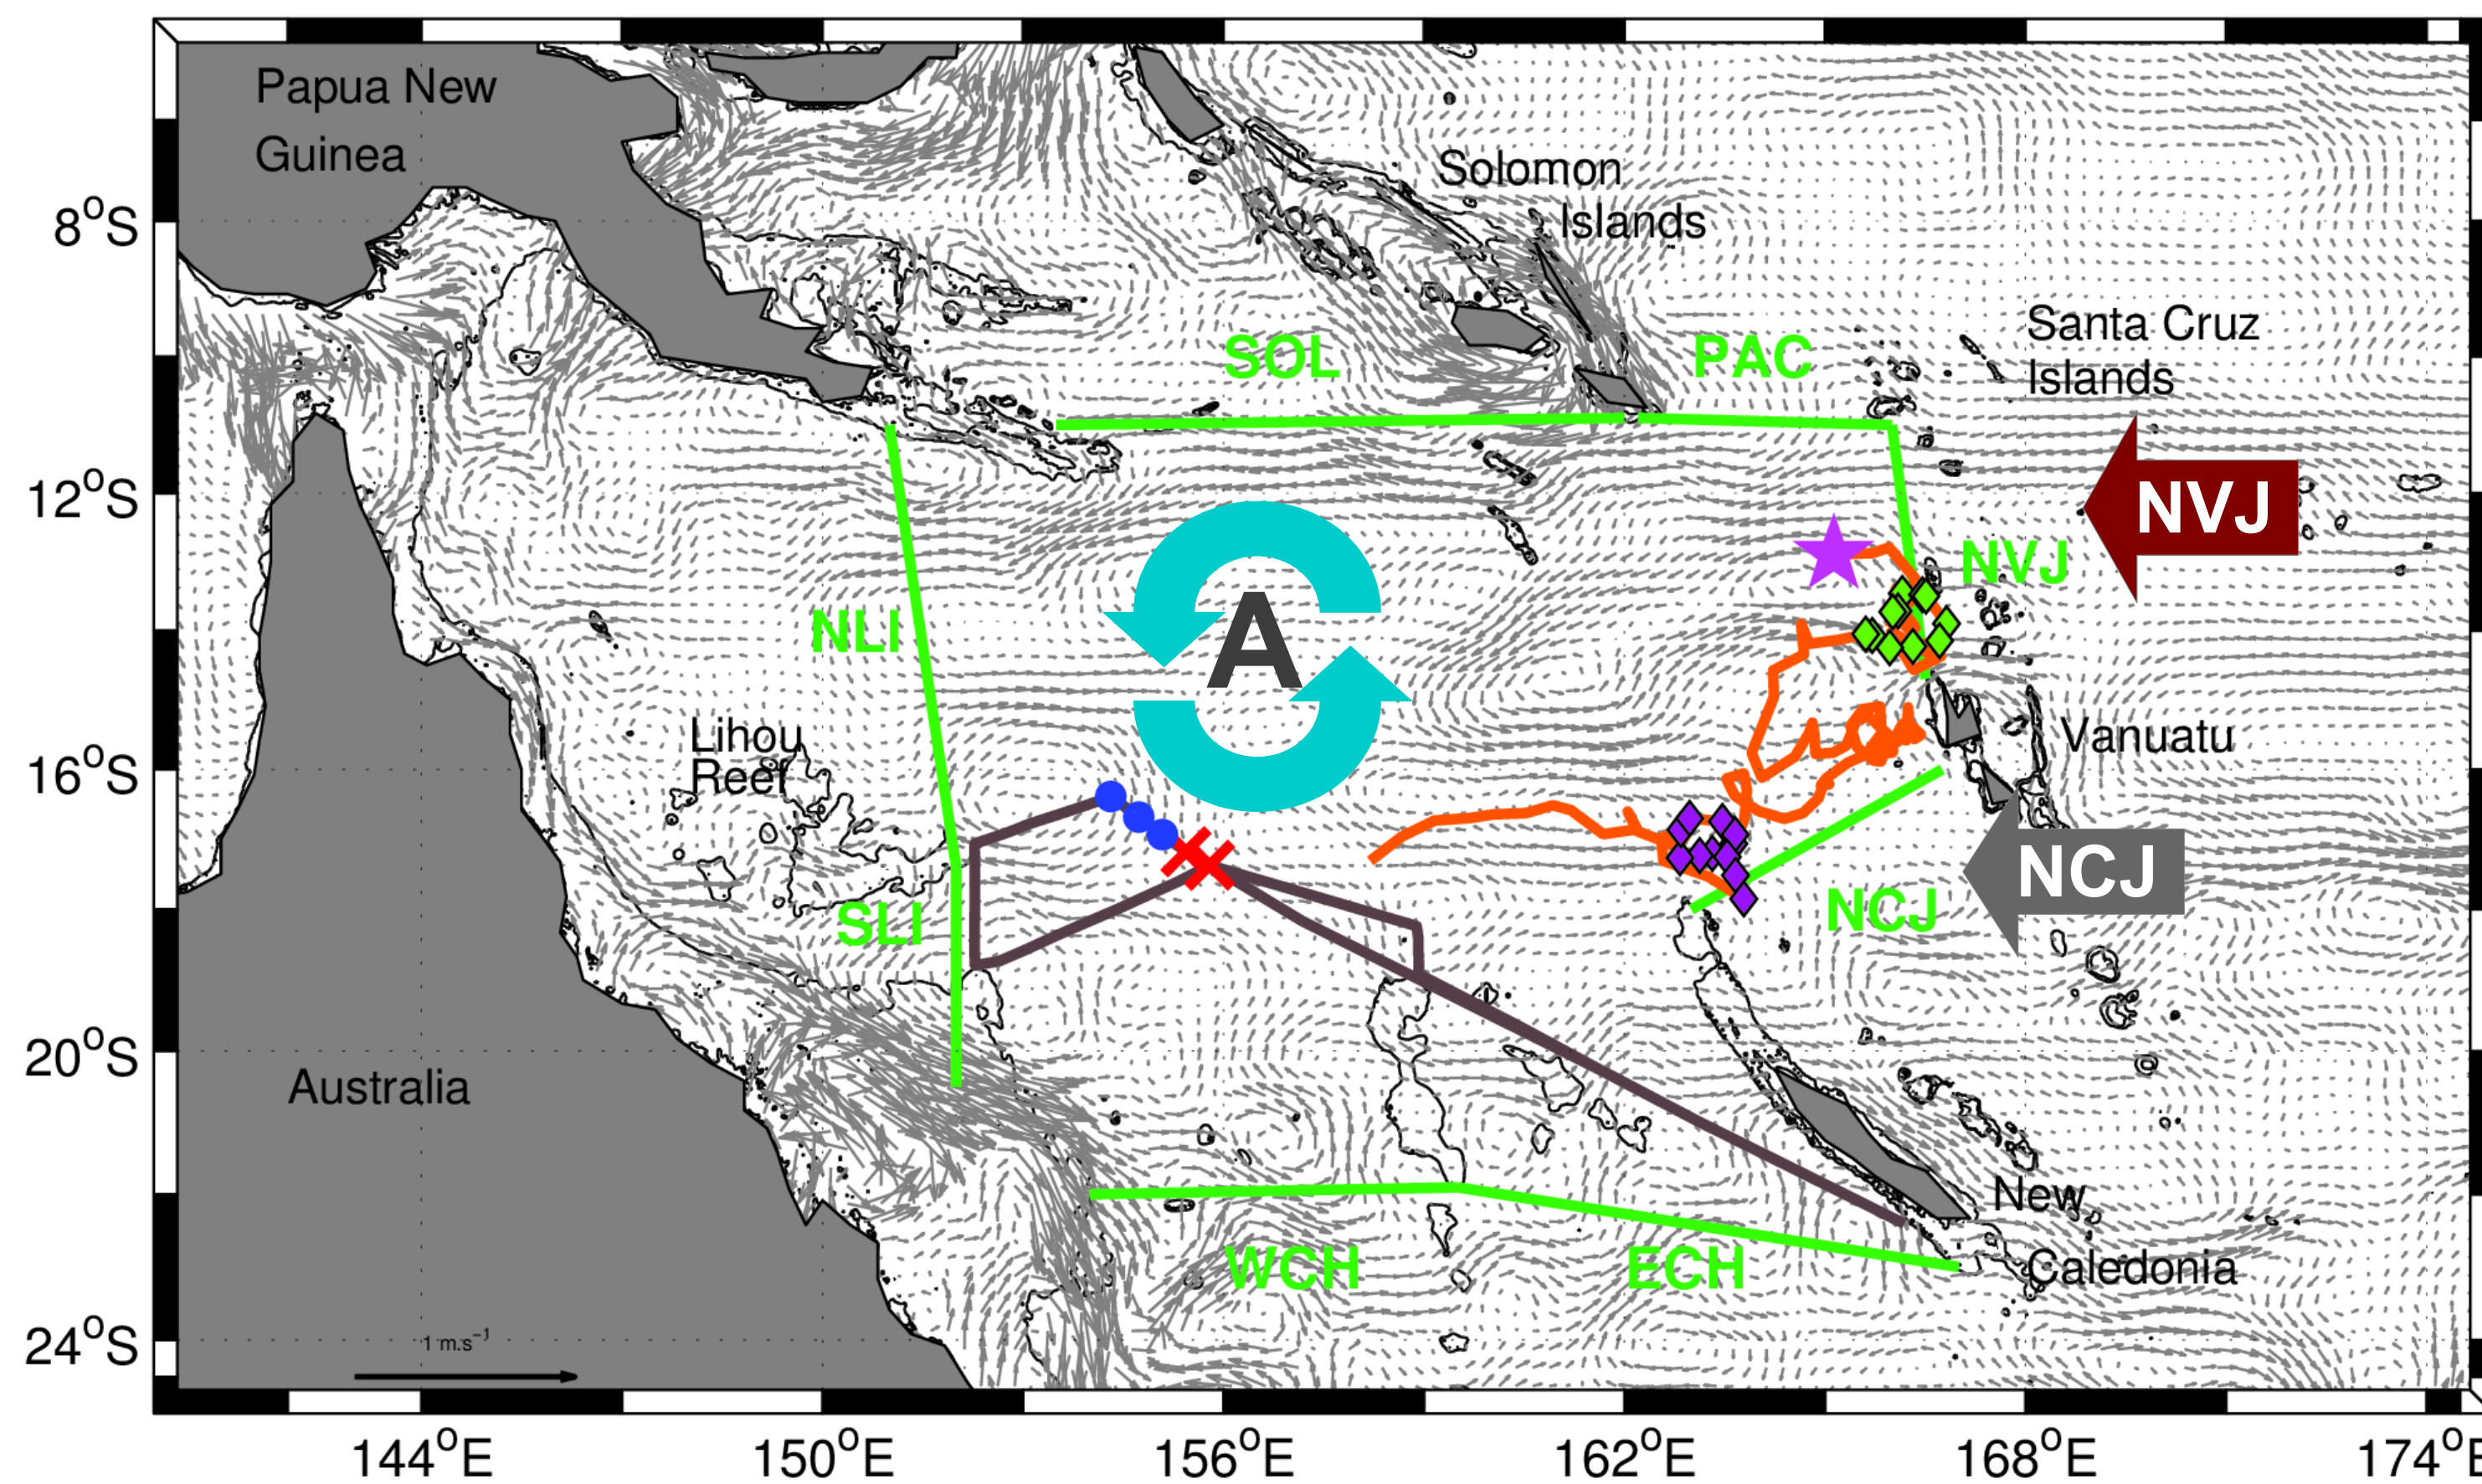 Papua New
Guinea
Solomon
Islands
8°S
Santa Cruz
Islands
SOL
PAC
12°S
NVJ
NVJ
A
NLI
Lihou
Reef
Vanuatu
16°S
NCJ
SLI
NCJ
20°S
Australia
New
Caledonia
WCH
ECH
24°S
1 m.s⁻¹
144°E
150°E
156°E
162°E
168°E
174°E